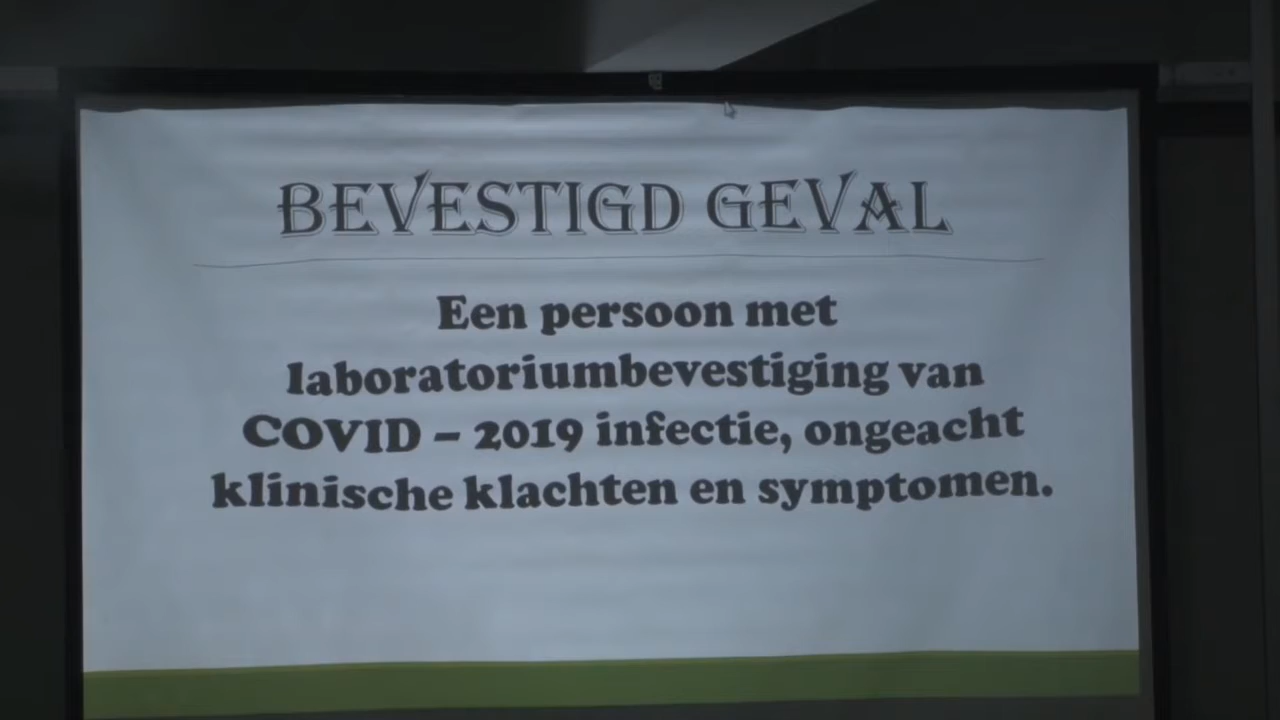 BEVESTIGD GEVAL
Een persoon met
laboratoriumbevestiging van
COVID – 2019 infectie, ongeacht
klinische klachten en symptomen.